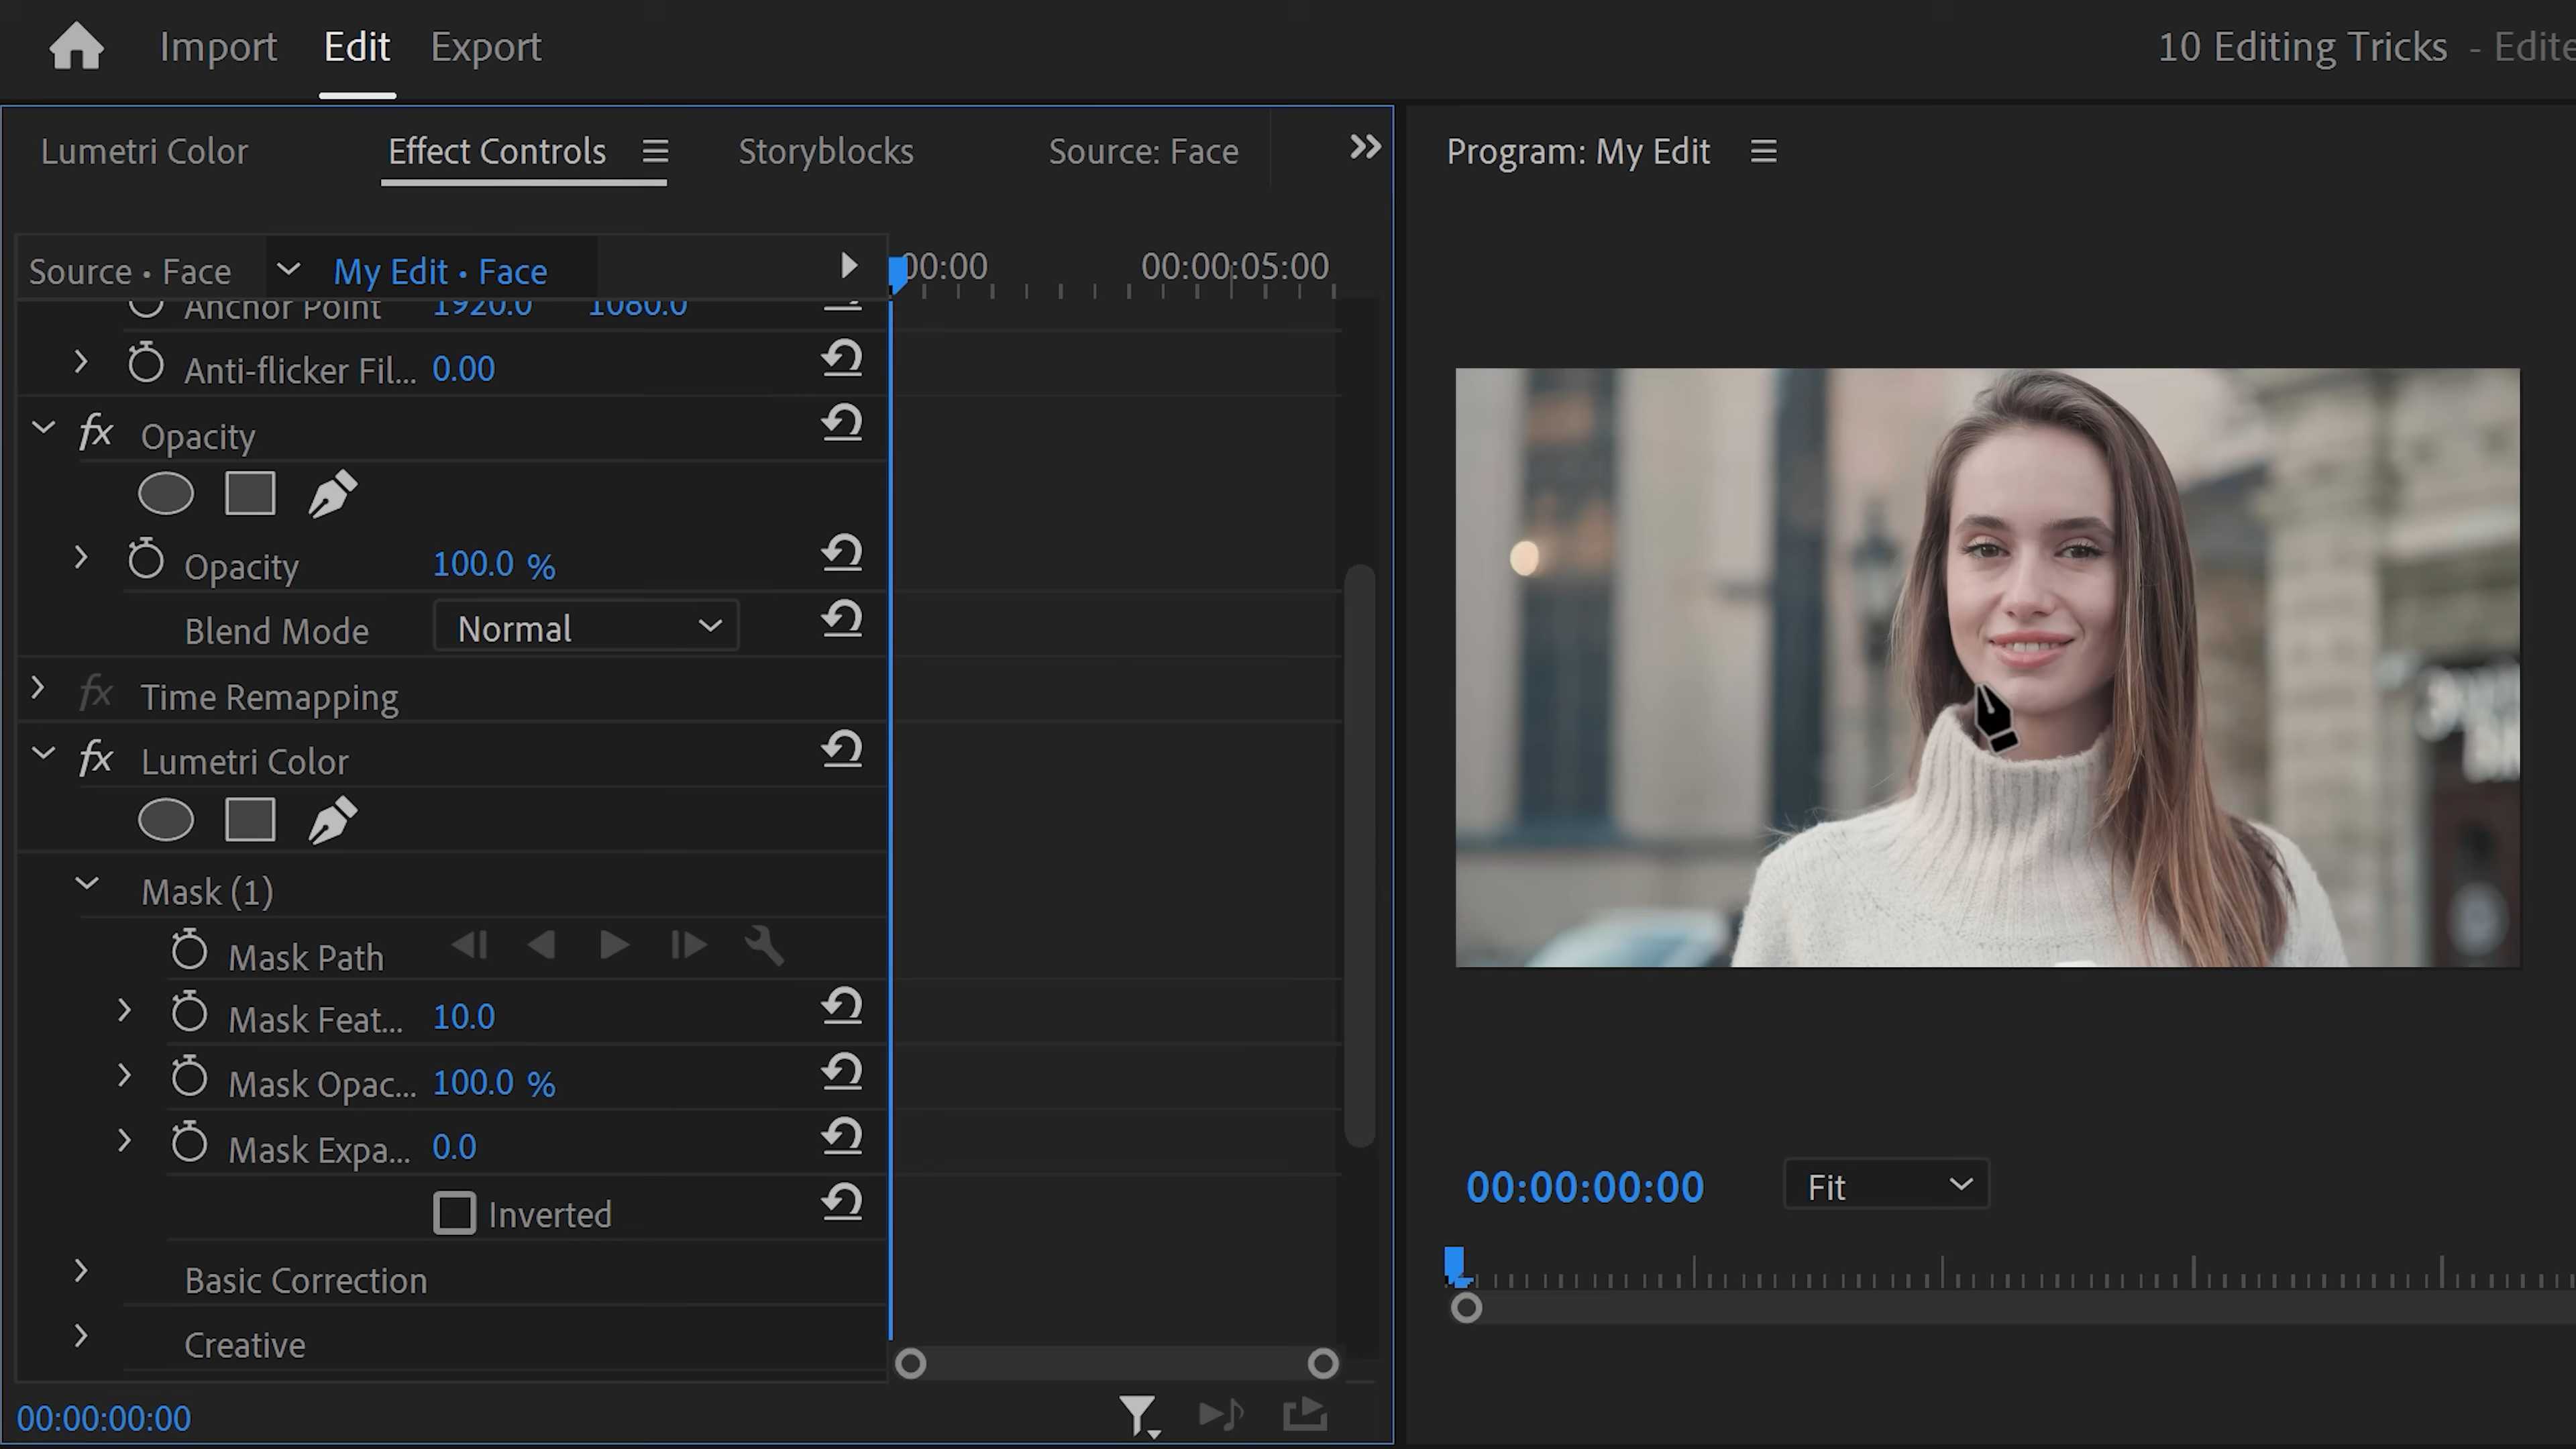 Import Edit Export
10 Editing Tricks - Edite
Lumetri Color Effect Controls Storyblocks Source: Face
Program: My Edit
Source • Face My Edit • Face
00:00 00:00:05:00
Anchor Point 1920.0 1080.0
Anti-flicker Fil... 0.00
fx Opacity
Opacity 100.0 %
Blend Mode Normal
fx Time Remapping
fx Lumetri Color
Mask (1)
Mask Path
Mask Feat... 10.0
Mask Opac... 100.0 %
Mask Expa... 0.0
Inverted
Basic Correction
Creative
00:00:00:00
00:00:00:00 Fit